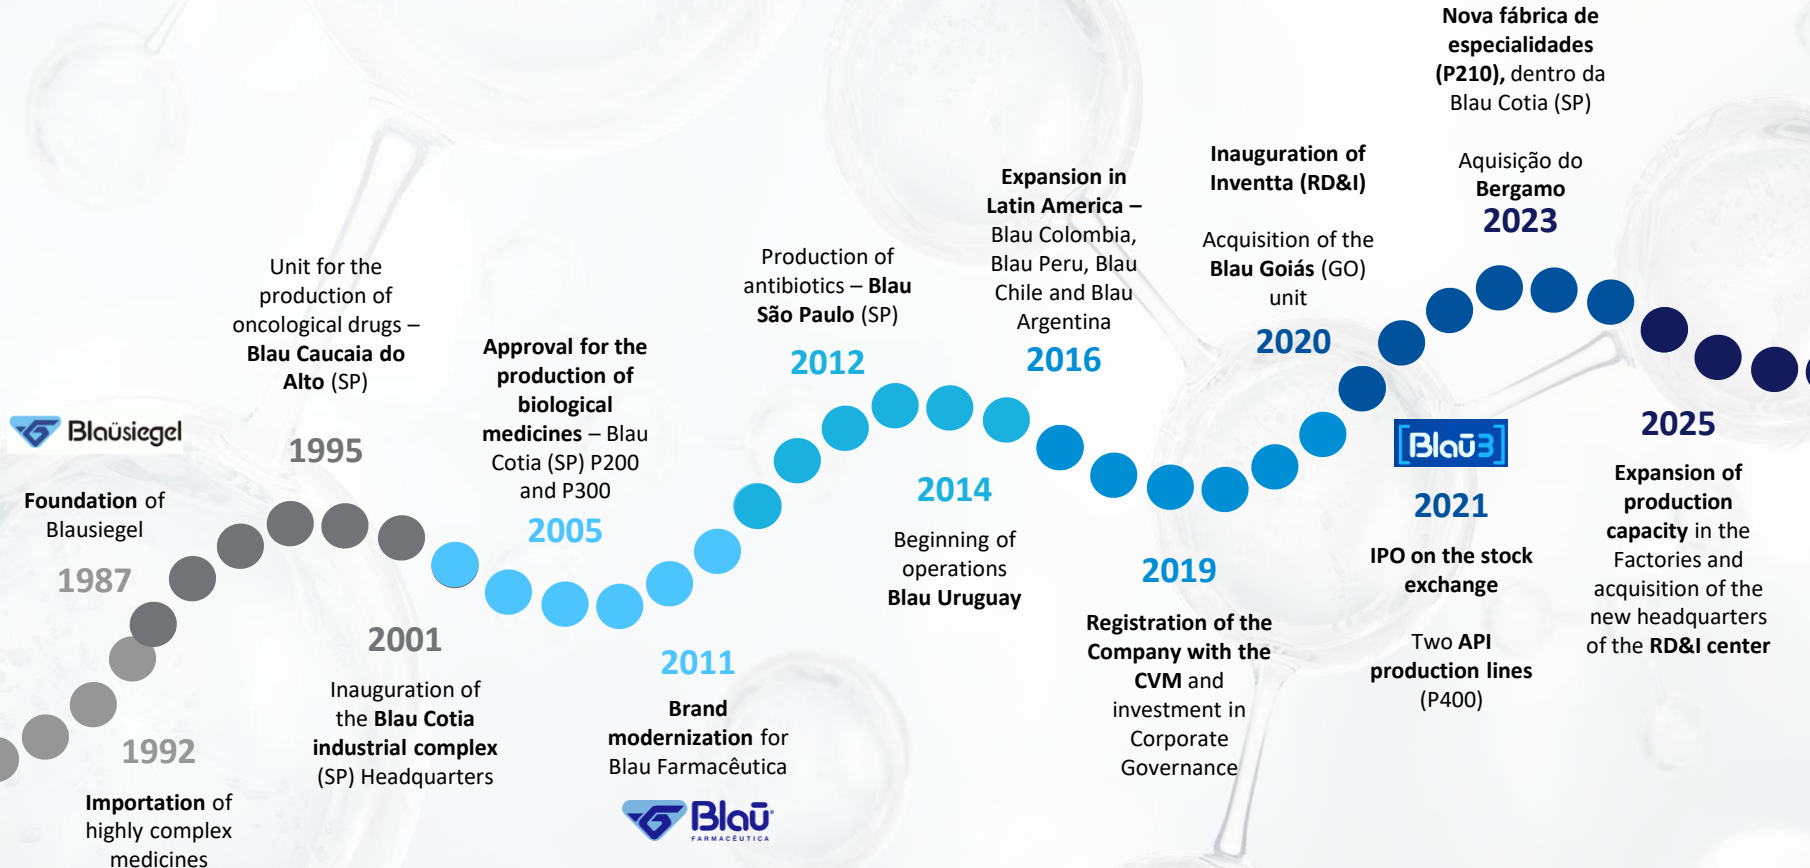 Blaüsiegel
Foundation of
Blausiegel
1987
1992
Importation of
highly complex
medicines
Unit for the
production of
oncological drugs –
Blau Caucaia do
Alto (SP)
1995
2001
Inauguration of
the Blau Cotia
industrial complex
(SP) Headquarters
Approval for the
production of
biological
medicines – Blau
Cotia (SP) P200
and P300
2005
2011
Brand
modernization for
Blau Farmacêutica
Blaū
FARMACÊUTICA
Production of
antibiotics – Blau
São Paulo (SP)
2012
2014
Beginning of
operations
Blau Uruguay
Expansion in
Latin America –
Blau Colombia,
Blau Peru, Blau
Chile and Blau
Argentina
2016
2019
Registration of the
Company with the
CVM and
investment in
Corporate
Governance
Inauguration of
Inventta (RD&I)
Acquisition of the
Blau Goiás (GO)
unit
2020
[Blaū3]
2021
IPO on the stock
exchange
Two API
production lines
(P400)
Nova fábrica de
especialidades
(P210), dentro da
Blau Cotia (SP)
Aquisição do
Bergamo
2023
2025
Expansion of
production
capacity in the
Factories and
acquisition of the
new headquarters
of the RD&I center